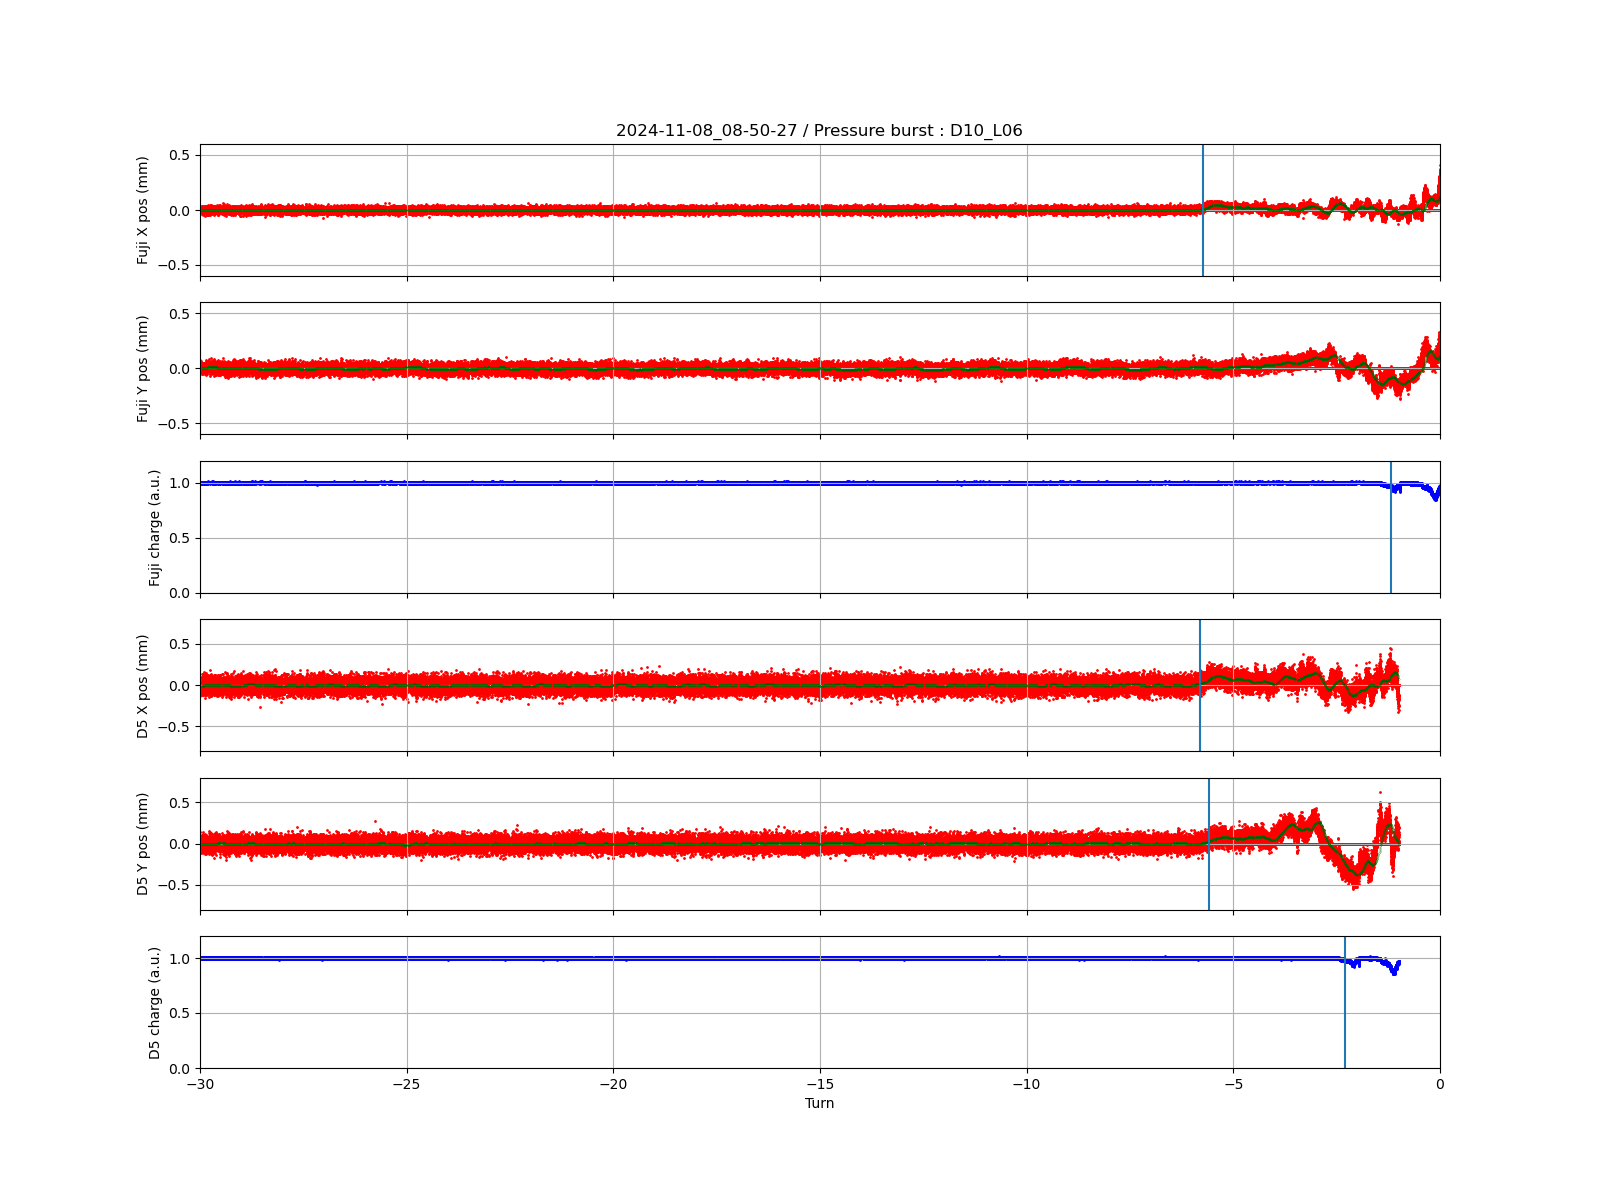 2024-11-08_08-50-27 / Pressure burst : D10_L06
Fuji X pos (mm)
0.5
0.0
−0.5
Fuji Y pos (mm)
0.5
0.0
−0.5
Fuji charge (a.u.)
1.0
0.5
0.0
D5 X pos (mm)
0.5
0.0
−0.5
D5 Y pos (mm)
0.5
0.0
−0.5
D5 charge (a.u.)
1.0
0.5
0.0
−30 −25 −20 −15 −10 −5 0
Turn